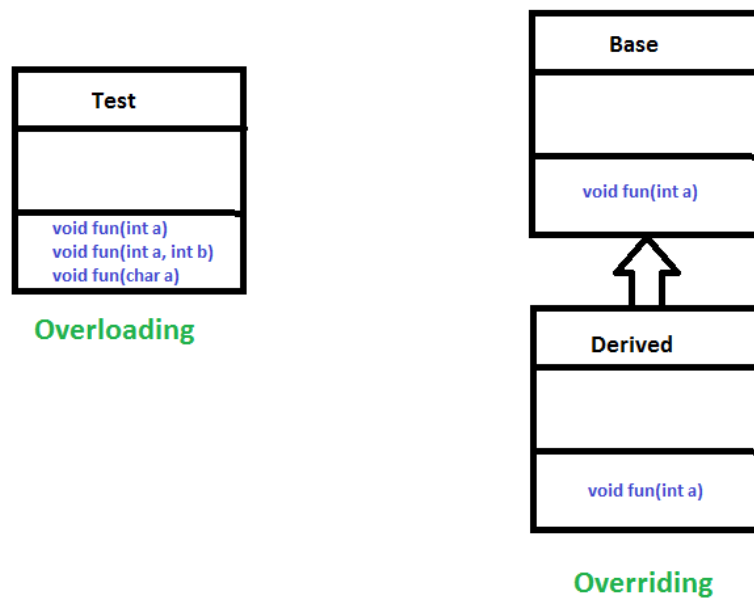 Test
void fun(int a)
void fun(int a, int b)
void fun(char a)
Overloading
Base
void fun(int a)
Derived
void fun(int a)
Overriding